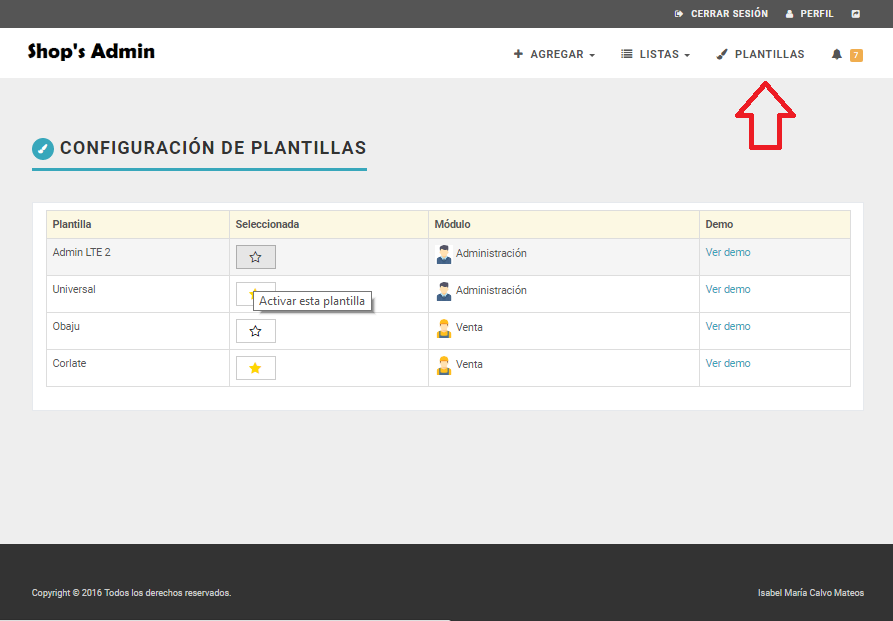 CERRAR SESIÓN PERFIL
Shop's Admin
AGREGAR LISTAS PLANTILLAS 7
CONFIGURACIÓN DE PLANTILLAS
Plantilla Seleccionada Módulo Demo
Admin LTE 2 Administración Ver demo
Universal Administración Ver demo
Activar esta plantilla
Obaju Venta Ver demo
Corlate Venta Ver demo
Copyright © 2016 Todos los derechos reservados. Isabel María Calvo Mateos